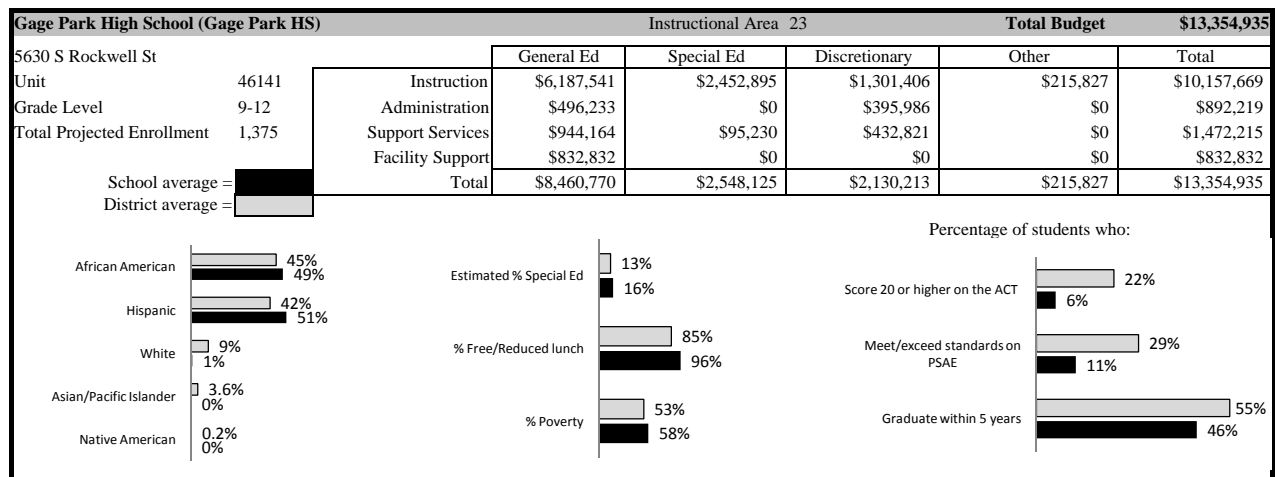 Gage Park High School (Gage Park HS) Instructional Area 23 Total Budget $13,354,935
5630 S Rockwell St General Ed Special Ed Discretionary Other Total
Unit 46141 Instruction $6,187,541 $2,452,895 $1,301,406 $215,827 $10,157,669
Grade Level 9-12 Administration $496,233 $0 $395,986 $0 $892,219
Total Projected Enrollment 1,375 Support Services $944,164 $95,230 $432,821 $0 $1,472,215
Facility Support $832,832 $0 $0 $0 $832,832
School average = Total $8,460,770 $2,548,125 $2,130,213 $215,827 $13,354,935
District average =
African American 45%
49%
Hispanic 42%
51%
White 9%
1%
Asian/Pacific Islander 3.6%
0%
Native American 0.2%
0%
Estimated % Special Ed 13%
16%
% Free/Reduced lunch 85%
96%
% Poverty 53%
58%
Percentage of students who:
Score 20 or higher on the ACT 22%
6%
Meet/exceed standards on 29%
PSAE 11%
Graduate within 5 years 55%
46%